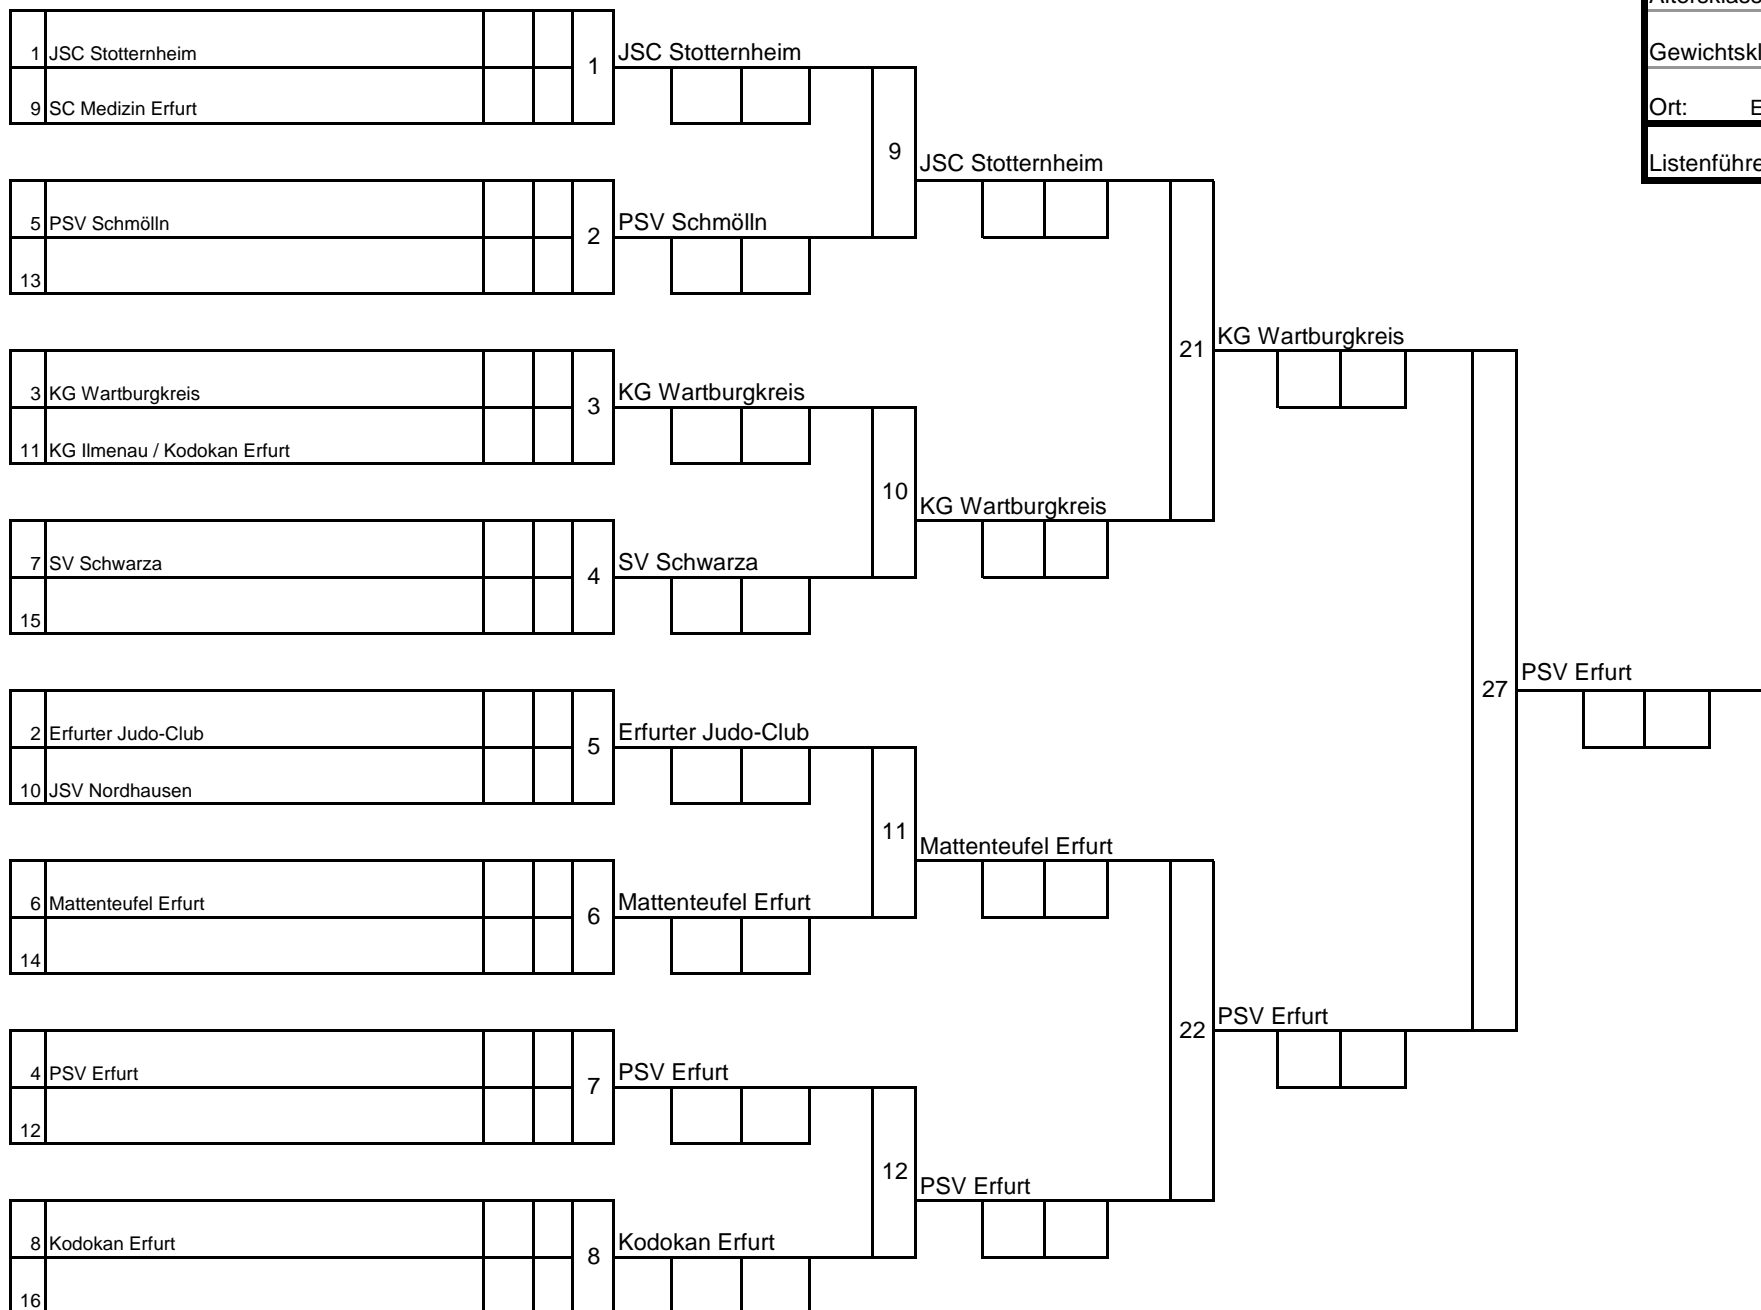 Gewichtskl
Ort: E
Listenführe
1 JSC Stotternheim
9 SC Medizin Erfurt
1
JSC Stotternheim
5 PSV Schmölln
13
2
PSV Schmölln
9
JSC Stotternheim
3 KG Wartburgkreis
11 KG Ilmenau / Kodokan Erfurt
3
KG Wartburgkreis
7 SV Schwarza
15
4
SV Schwarza
10
KG Wartburgkreis
21
KG Wartburgkreis
2 Erfurter Judo-Club
10 JSV Nordhausen
5
Erfurter Judo-Club
6 Mattenteufel Erfurt
14
6
Mattenteufel Erfurt
11
Mattenteufel Erfurt
4 PSV Erfurt
12
7
PSV Erfurt
8 Kodokan Erfurt
16
8
Kodokan Erfurt
12
PSV Erfurt
22
PSV Erfurt
27
PSV Erfurt